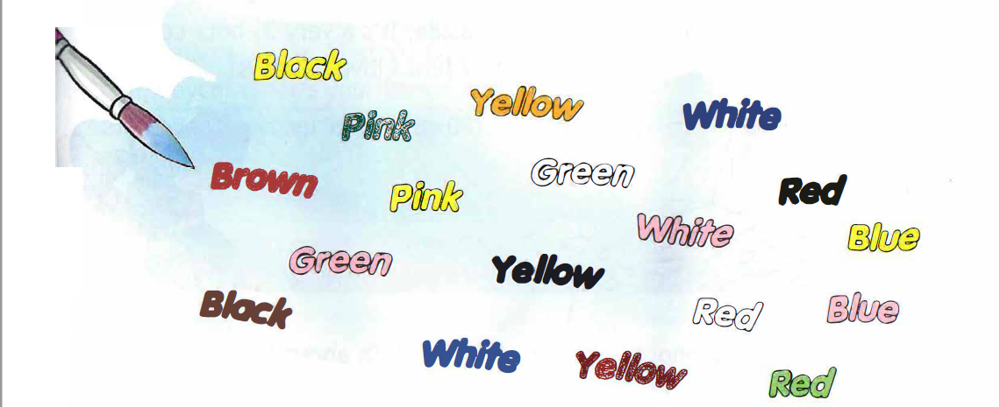 Black
Yellow
White
Pink
Brown
Green
Pink
Red
White
Blue
Green
Yellow
Black
Red
Blue
White
Yellow
Red